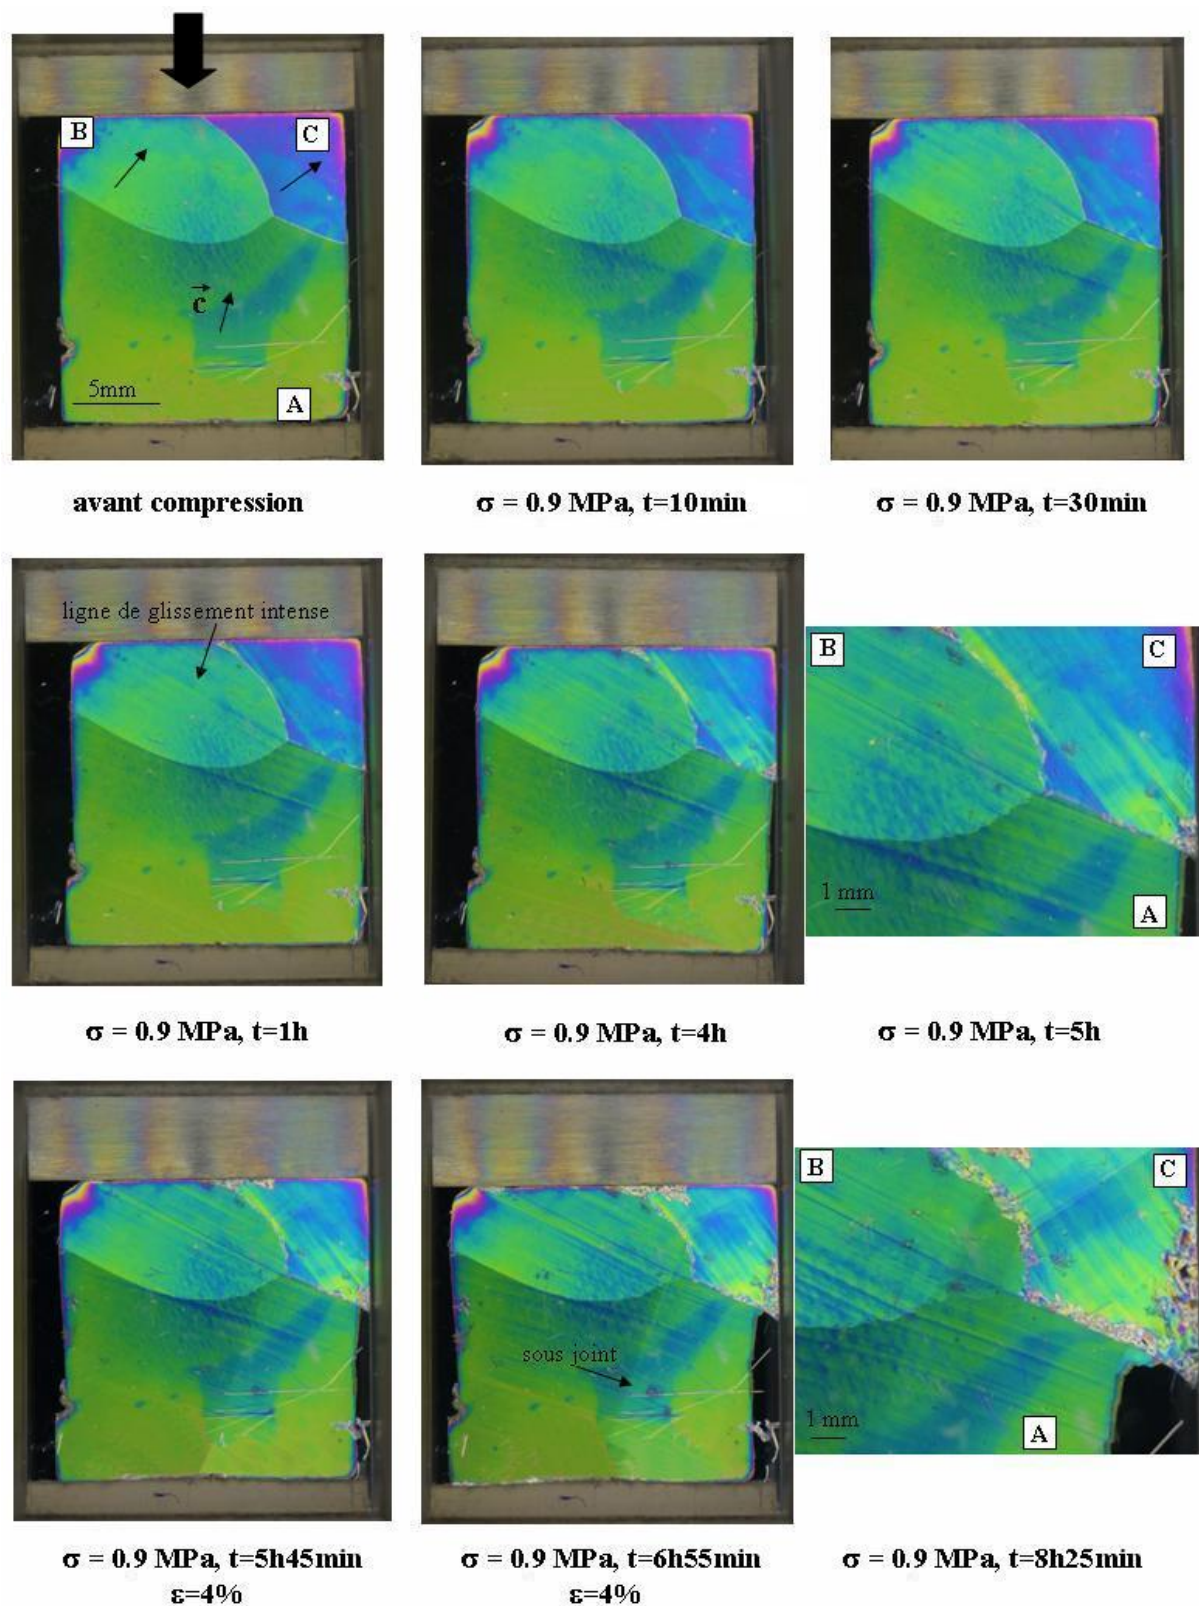 B
C
c
5mm
A
avant compression
σ = 0.9 MPa, t=10min
σ = 0.9 MPa, t=30min
ligne de glissement intense
B
C
1 mm
A
σ = 0.9 MPa, t=1h
σ = 0.9 MPa, t=4h
σ = 0.9 MPa, t=5h
sous joint
B
C
1 mm
A
σ = 0.9 MPa, t=5h45min
ε=4%
σ = 0.9 MPa, t=6h55min
ε=4%
σ = 0.9 MPa, t=8h25min